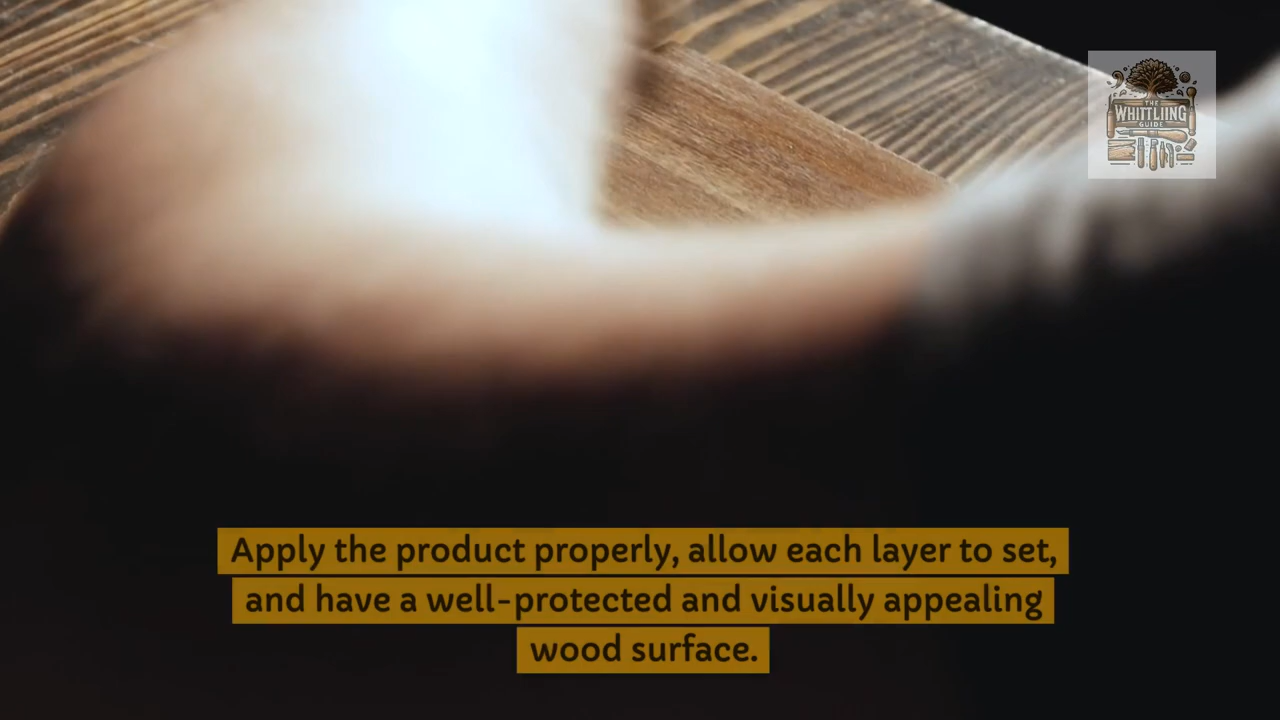 THE
WHITTLIING
GUIDE
Apply the product properly, allow each layer to set,
and have a well-protected and visually appealing
wood surface.